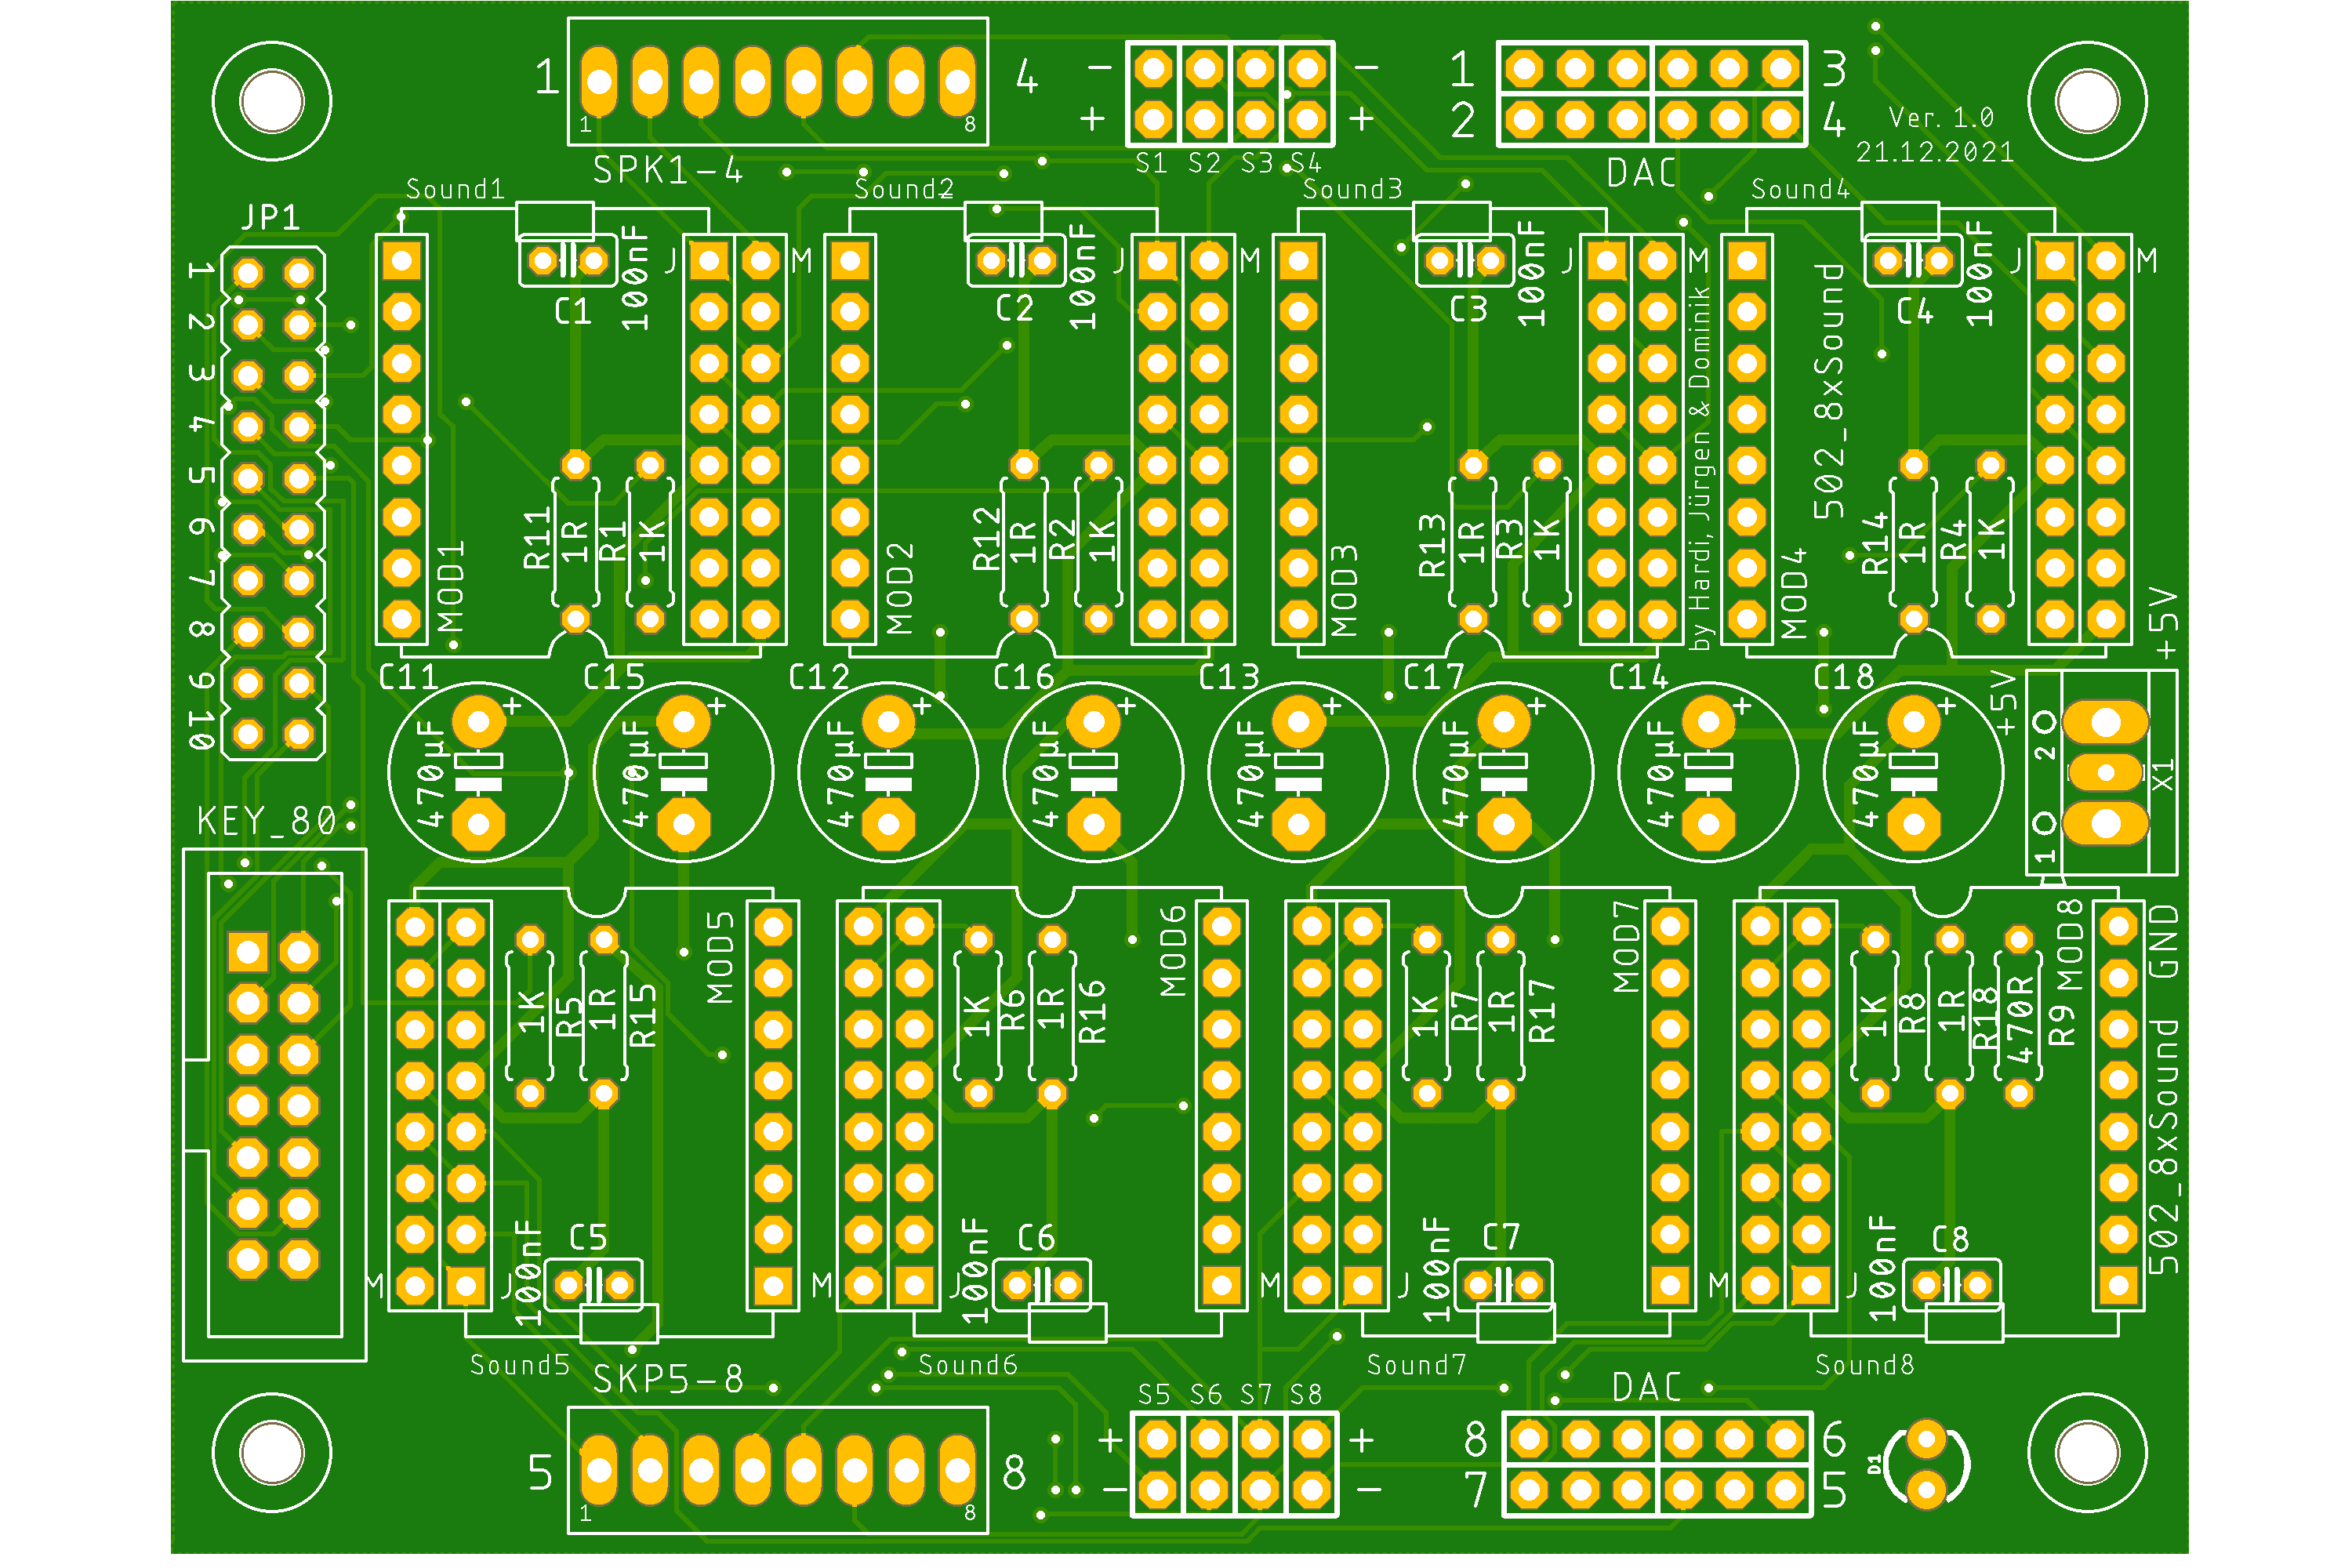 1
1
8
4
SPK1-4
-
-
+
+
S1 S2 S3 S4
1
2
3
4
DAC
Ver. 1.0
21.12.2021
JP1
1
2
3
4
5
6
7
8
9
10
Sound1
Sound2
Sound3
Sound4
C1
100nF
J
M
C2
100nF
J
M
C3
100nF
J
M
C4
100nF
J
M
MOD1
R11
1R
R1
1K
MOD2
R12
1R
R2
1K
MOD3
R13
1R
R3
1K
by Hardi, Jürgen & Dominik
502_8xSound
MOD4
R14
1R
R4
1K
+5V
C11
470µF
+
C15
470µF
+
C12
470µF
+
C16
470µF
+
C13
470µF
+
C17
470µF
+
C14
470µF
+
C18
470µF
+
+5V
2
1
X1
KEY_80
1K
R5
1R
R15
MOD5
1K
R6
1R
R16
MOD6
1K
R7
1R
R17
MOD7
1K
R8
1R
R18
470R
R9
MOD8
502_8xSound GND
M
J
100nF
C5
M
J
100nF
C6
M
J
100nF
C7
M
J
100nF
C8
Sound5
Sound6
Sound7
Sound8
SKP5-8
5
1
8
8
S5 S6 S7 S8
+
+
-
-
DAC
8
7
6
5
D1